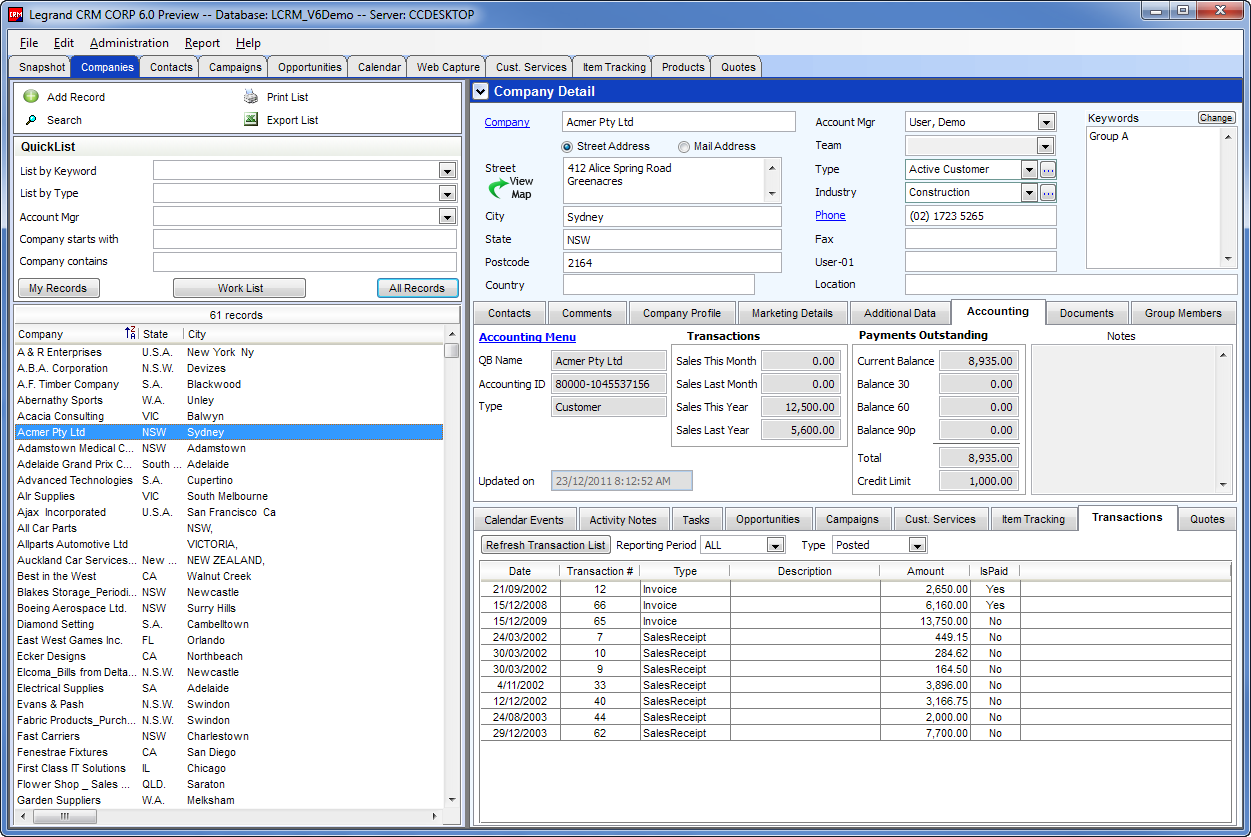 Legrand CRM CORP 6.0 Preview -- Database: LCRM_V6Demo -- Server: CCDESKTOP
File Edit Administration Report Help
Snapshot Companies Contacts Campaigns Opportunities Calendar Web Capture Cust. Services Item Tracking Products Quotes
Add Record Print List
Search Export List
QuickList
List by Keyword
List by Type
Account Mgr
Company starts with
Company contains
My Records Work List All Records
61 records
Company State City
A & R Enterprises U.S.A. New York Ny
A.B.A. Corporation N.S.W. Devizes
A.F. Timber Company S.A. Blackwood
Abernathy Sports W.A. Unley
Acacia Consulting VIC Balwyn
Acmer Pty Ltd NSW Sydney
Adamstown Medical C... NSW Adamstown
Adelaide Grand Prix C... South ... Adelaide
Advanced Technologies S.A. Cupertino
Air Supplies VIC South Melbourne
Ajax Incorporated U.S.A. San Francisco Ca
All Car Parts NSW,
Allparts Automotive Ltd VICTORIA,
Auckland Car Services... New ... NEW ZEALAND,
Best in the West CA Walnut Creek
Blakes Storage_Periodi... NSW Newcastle
Boeing Aerospace Ltd. NSW Surry Hills
Diamond Setting S.A. Cambelltown
East West Games Inc. FL Orlando
Ecker Designs CA Northbeach
Elcoma_Bills from Delta... N.S.W. Newcastle
Electrical Supplies SA Adelaide
Evans & Pash N.S.W. Swindon
Fabric Products_Purch... N.S.W. Swindon
Fast Carriers NSW Charlestown
Fenestrae Fixtures CA San Diego
First Class IT Solutions IL Chicago
Flower Shop _ Sales ... QLD. Saraton
Garden Suppliers W.A. Melksham
Company Detail
Company Acmer Pty Ltd Account Mgr User, Demo Keywords Change
Street Address Mail Address Team Group A
Street 412 Alice Spring Road Type Active Customer ...
View Map Greenacres Industry Construction ...
City Sydney Phone (02) 1723 5265
State NSW Fax
Postcode 2164 User-01
Country Location
Contacts Comments Company Profile Marketing Details Additional Data Accounting Documents Group Members
Accounting Menu Transactions Payments Outstanding Notes
QB Name Acmer Pty Ltd Sales This Month 0.00 Current Balance 8,935.00
Accounting ID 80000-1045537156 Sales Last Month 0.00 Balance 30 0.00
Type Customer Sales This Year 12,500.00 Balance 60 0.00
Sales Last Year 5,600.00 Balance 90p 0.00
Total 8,935.00
Updated on 23/12/2011 8:12:52 AM Credit Limit 1,000.00
Calendar Events Activity Notes Tasks Opportunities Campaigns Cust. Services Item Tracking Transactions Quotes
Refresh Transaction List Reporting Period ALL Type Posted
Date Transaction # Type Description Amount IsPaid
21/09/2002 12 Invoice 2,650.00 Yes
15/12/2008 66 Invoice 6,160.00 Yes
15/12/2009 65 Invoice 13,750.00 No
24/03/2002 7 SalesReceipt 449.15 No
30/03/2002 10 SalesReceipt 284.62 No
30/03/2002 9 SalesReceipt 164.50 No
4/11/2002 33 SalesReceipt 3,896.00 No
12/12/2002 40 SalesReceipt 3,166.75 No
24/08/2003 44 SalesReceipt 2,000.00 No
29/12/2003 62 SalesReceipt 7,700.00 No